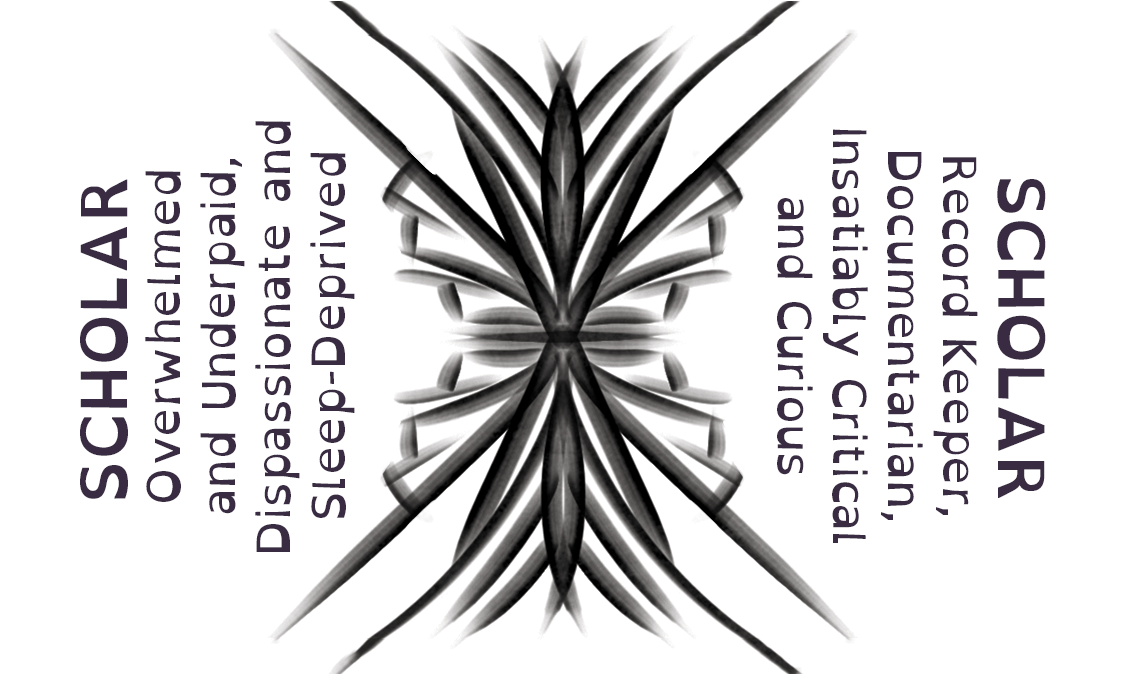 SCHOLAR
Overwhelmed
and Underpaid,
Dispassionate and
Sleep-Deprived
SCHOLAR
Record Keeper,
Documentarian,
Insatiably Critical
and Curious